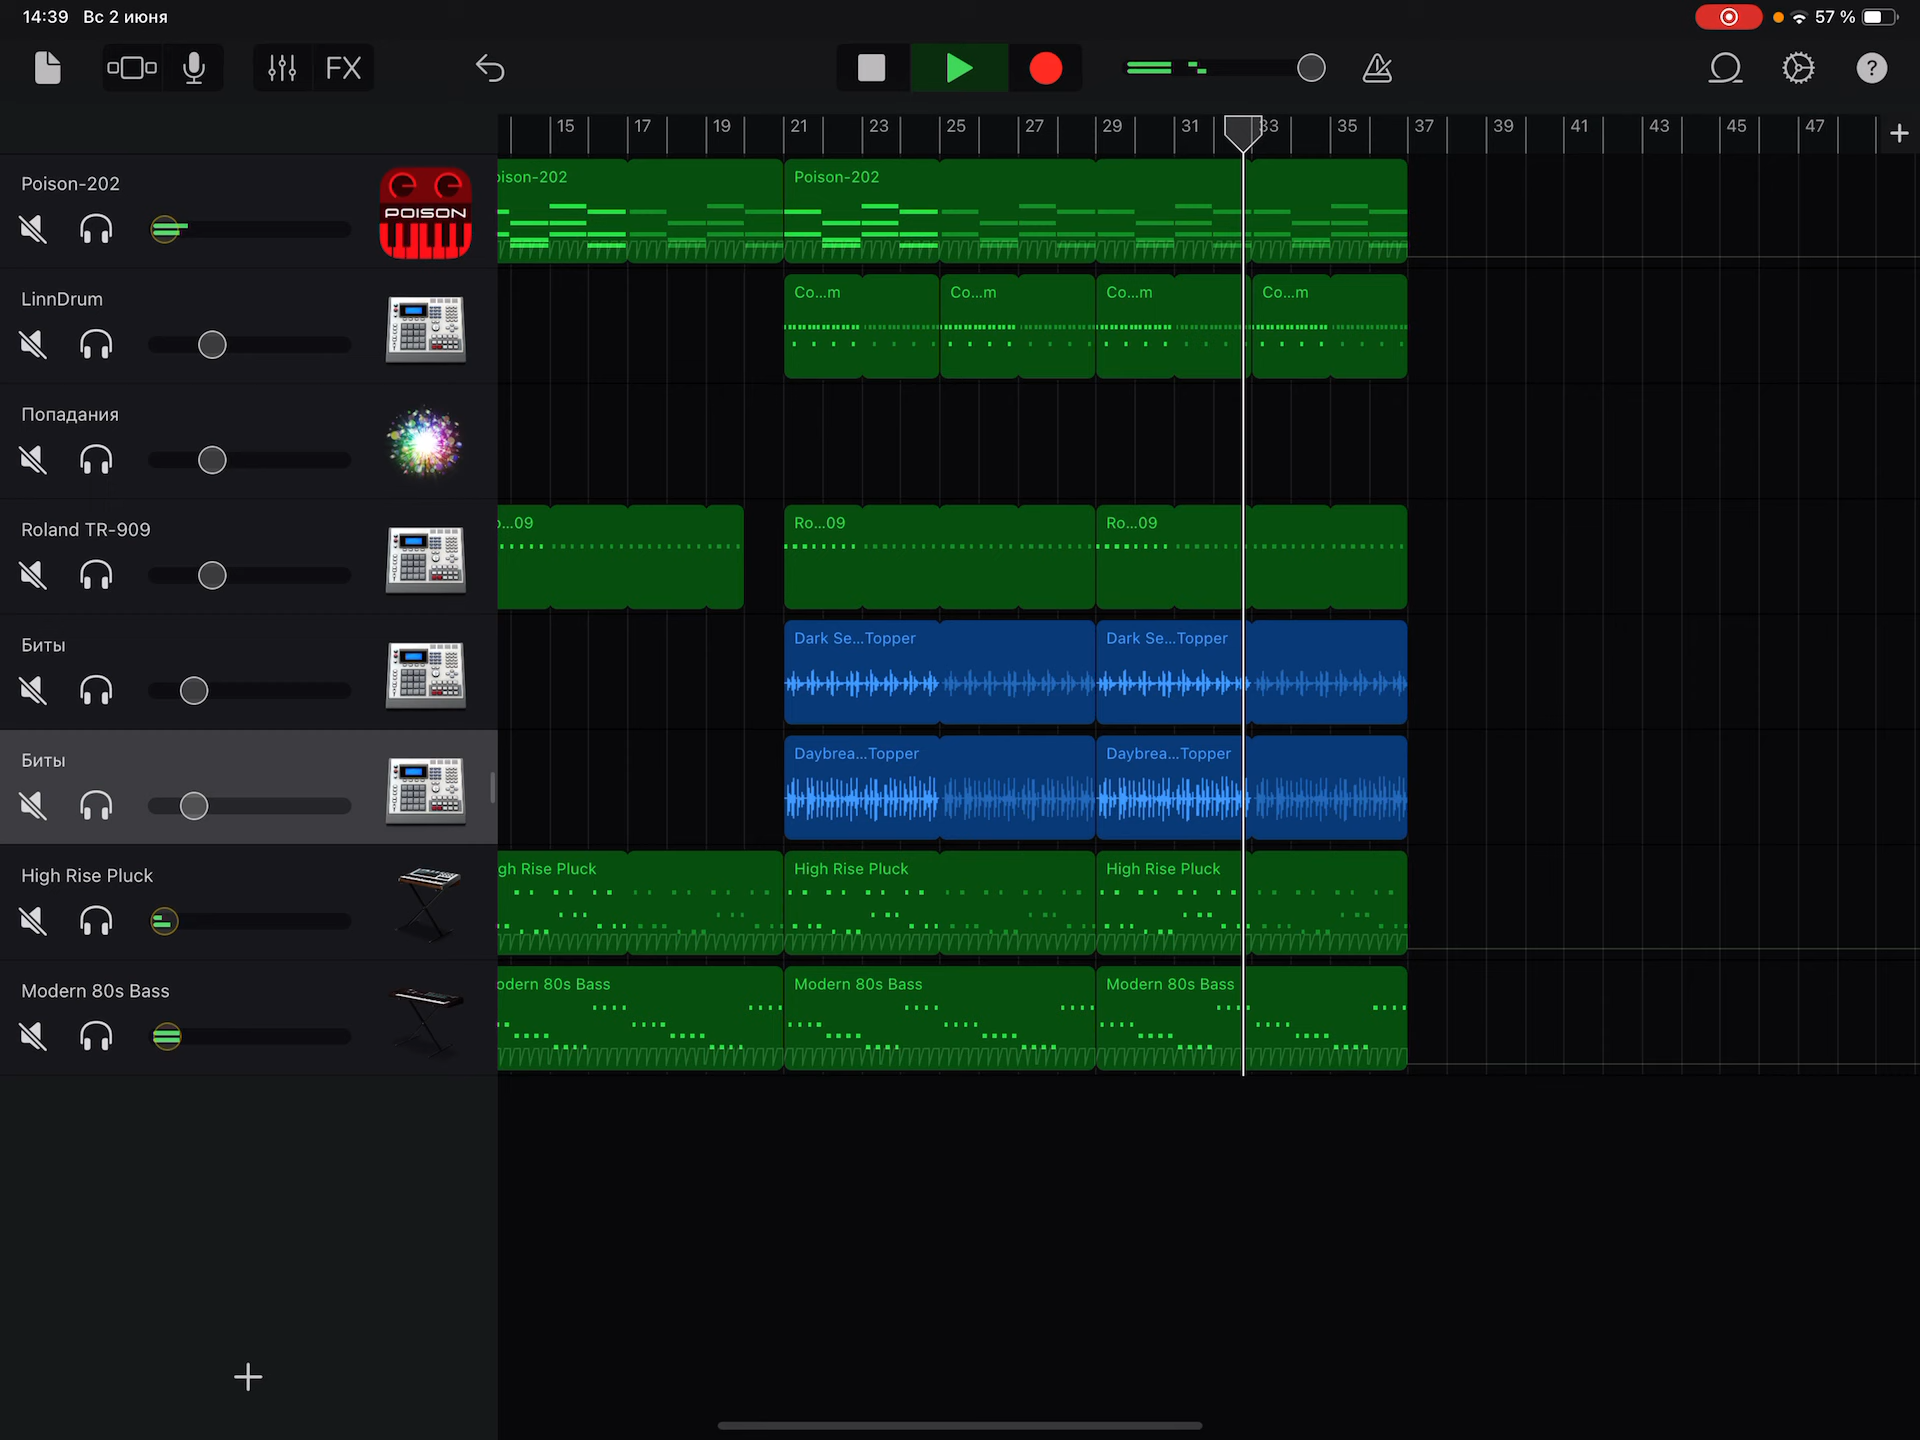 14:39 Вс 2 июня
57 %
FX
15 17 19 21 23 25 27 29 31 33 35 37 39 41 43 45 47
Poison-202
POISON
oison-202
Poison-202
LinnDrum
Co...m Co...m Co...m Co...m
Попадания
Roland TR-909
o...09 Ro...09 Ro...09
Биты
Dark Se...Topper Dark Se...Topper
Биты
Daybrea...Topper Daybrea...Topper
High Rise Pluck
gh Rise Pluck High Rise Pluck High Rise Pluck
Modern 80s Bass
odern 80s Bass Modern 80s Bass Modern 80s Bass